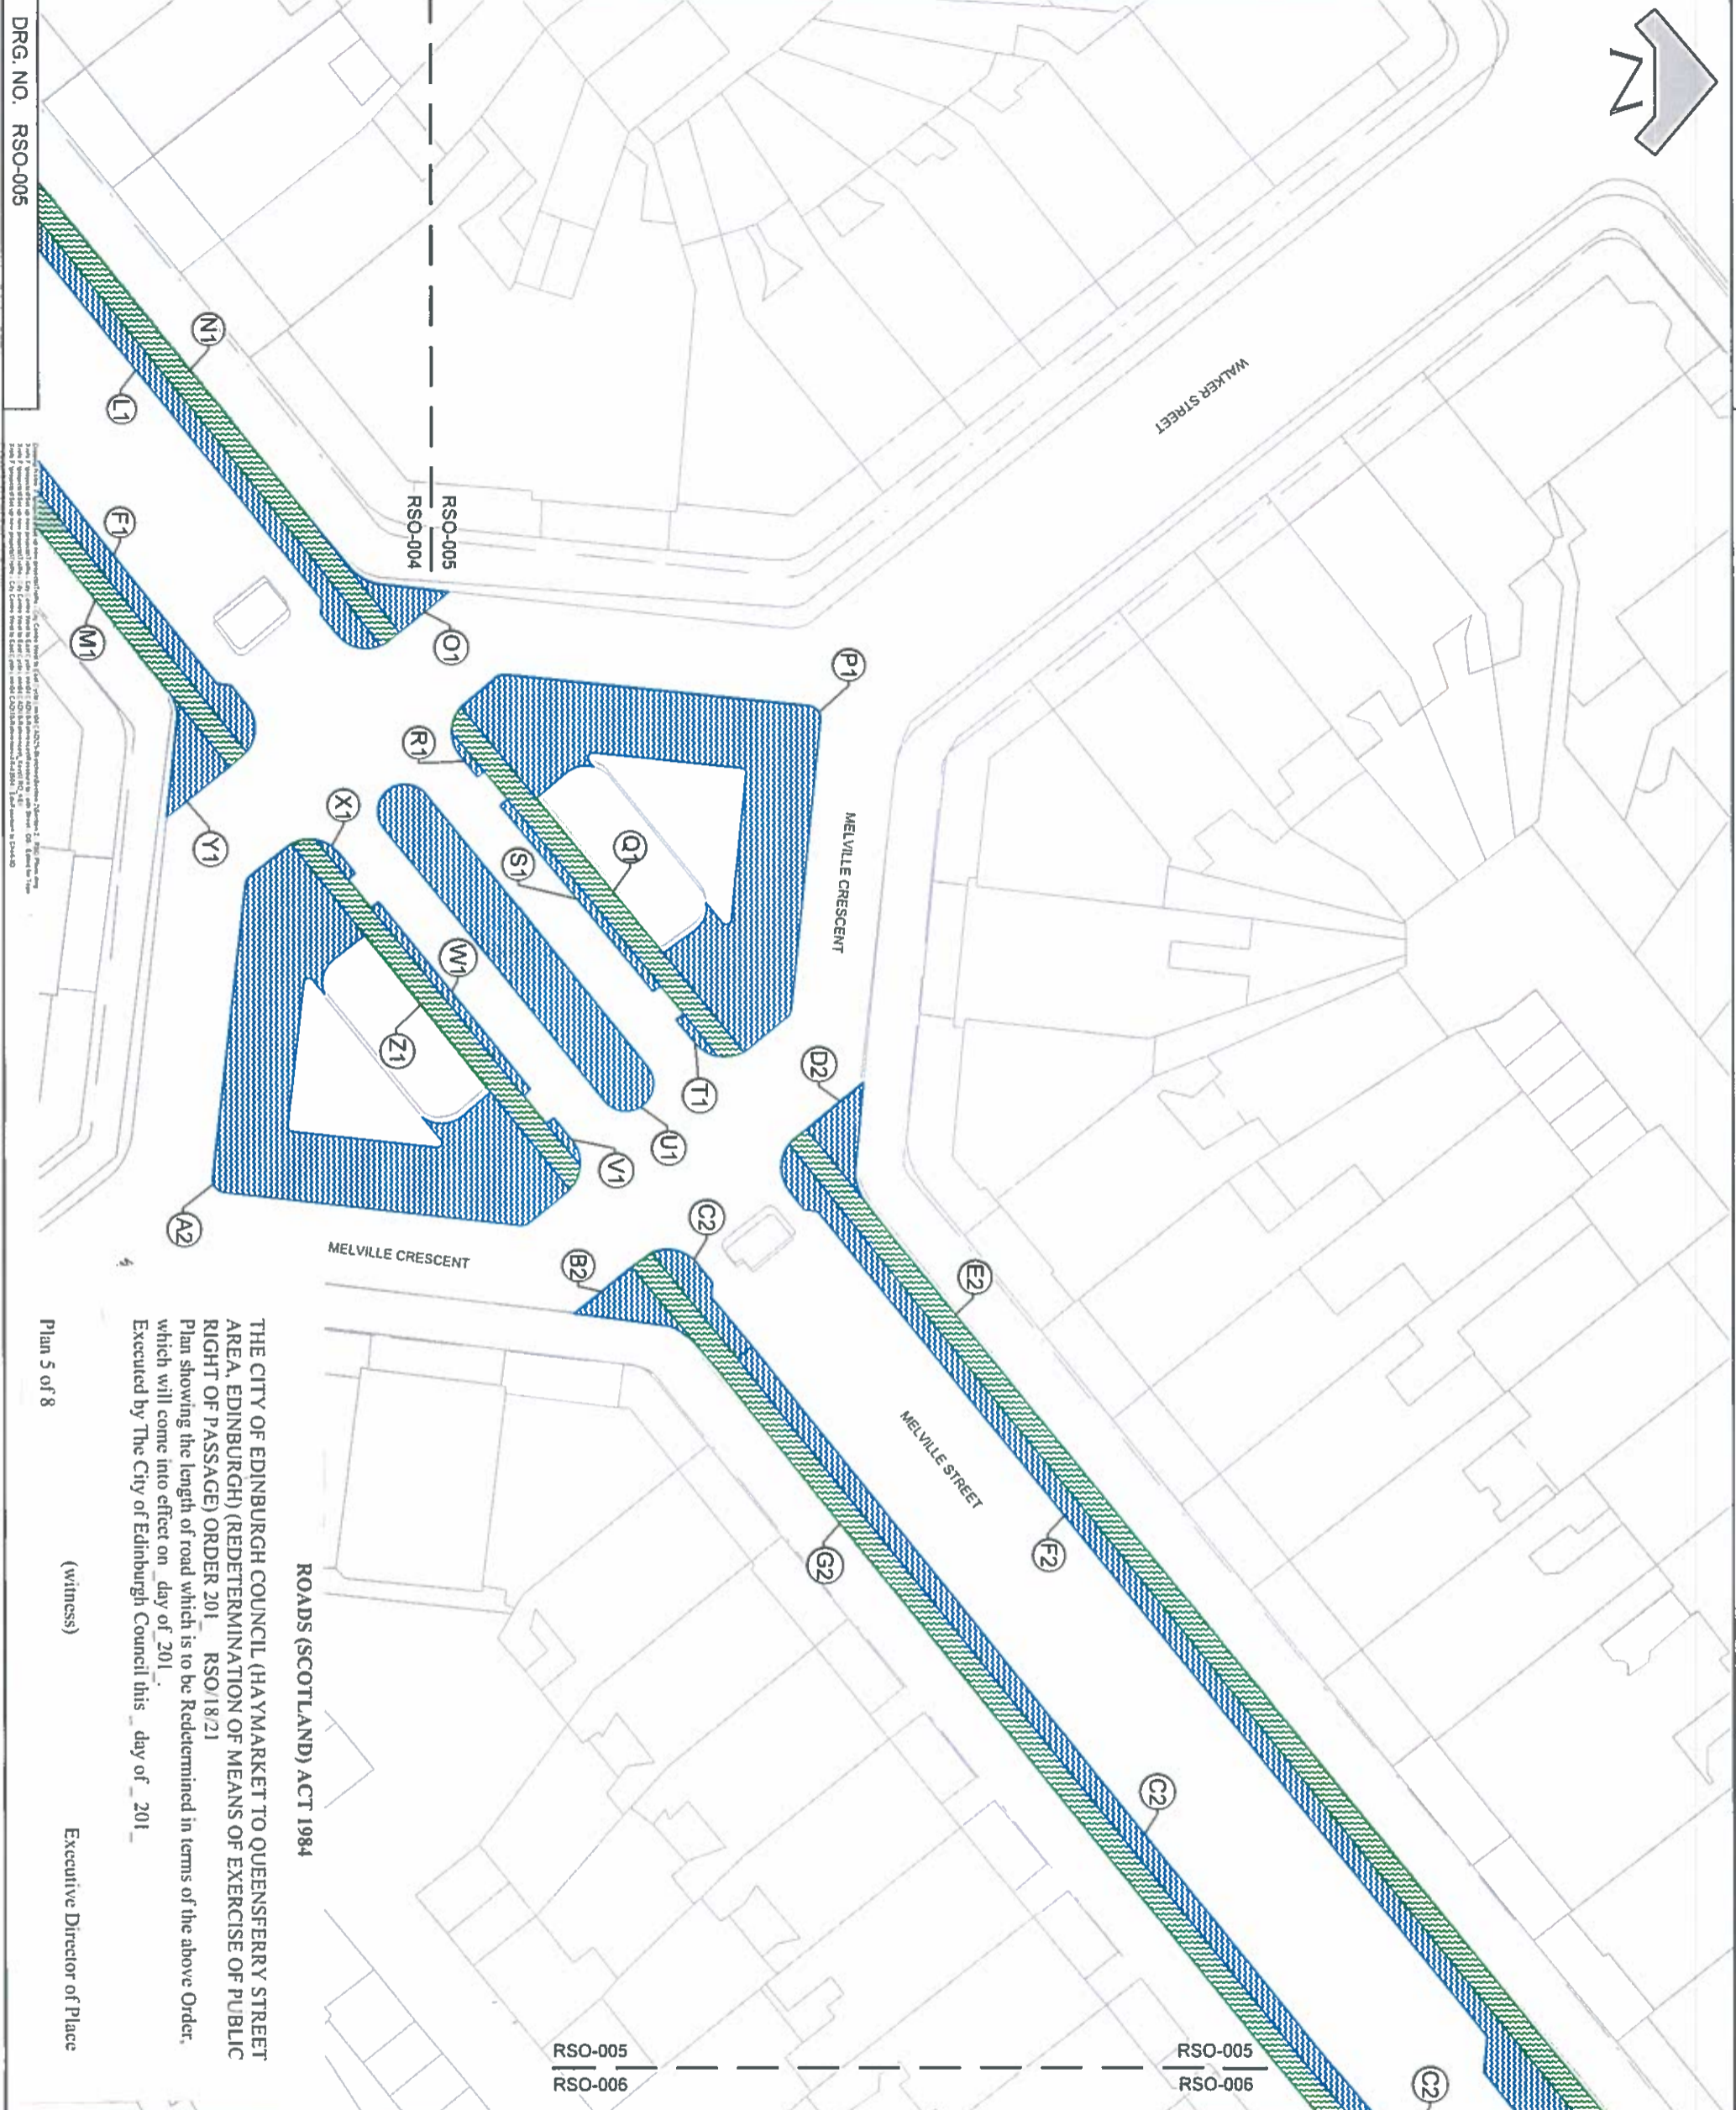 N
WALKER STREET
RSO-005
RSO-004
N1
L1
F1
M1
O1
P1
R1
Q1
S1
X1
Y1
W1
Z1
T1
U1
V1
MELVILLE CRESCENT
D2
A2
C2
B2
MELVILLE CRESCENT
E2
MELVILLE STREET
F2
G2
C2
C2
RSO-005
RSO-006
RSO-005
RSO-006
ROADS (SCOTLAND) ACT 1984
THE CITY OF EDINBURGH COUNCIL (HAYMARKET TO QUEENSFERRY STREET
AREA, EDINBURGH) (REDETERMINATION OF MEANS OF EXERCISE OF PUBLIC
RIGHT OF PASSAGE) ORDER 201_ RSO/18/21
Plan showing the length of road which is to be Redetermined in terms of the above Order,
which will come into effect on _day of_201_.
Executed by The City of Edinburgh Council this _ day of _ 201_
Plan 5 of 8
(witness)
Executive Director of Place
DRG. NO. RSO-005